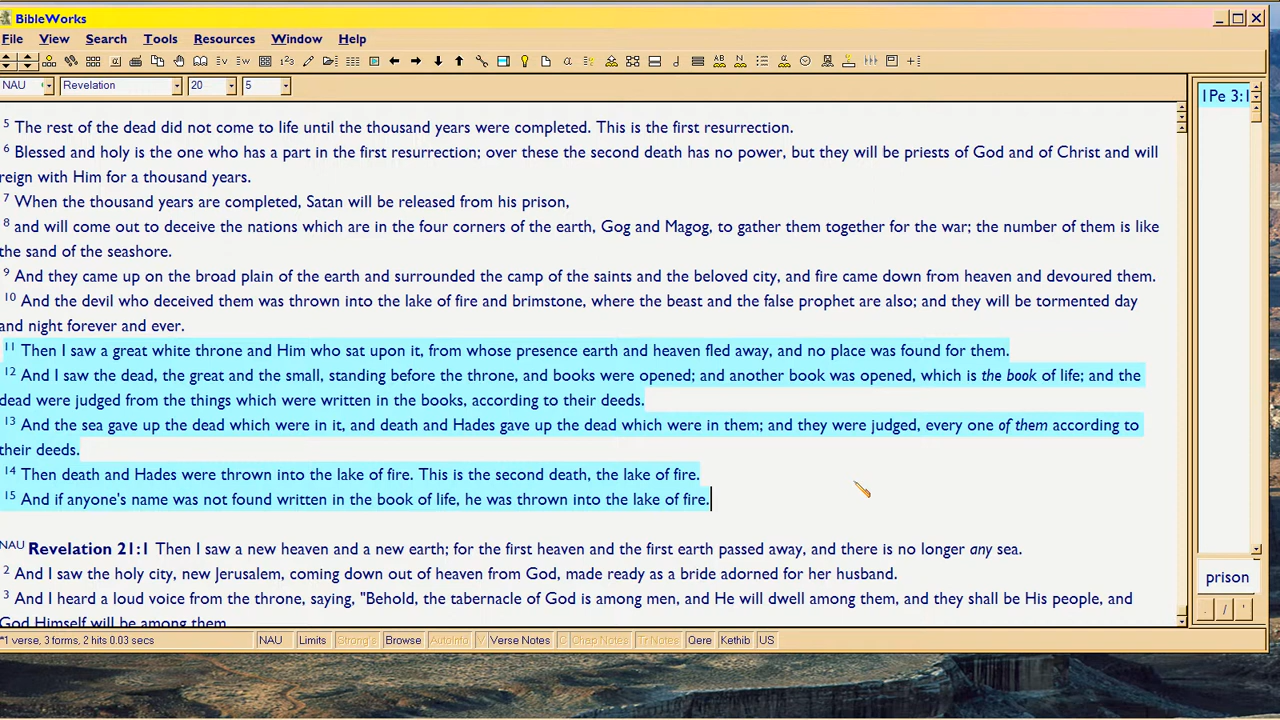 BibleWorks
File View Search Tools Resources Window Help
NAU Revelation 20 5
1Pe 3:1
5 The rest of the dead did not come to life until the thousand years were completed. This is the first resurrection.
6 Blessed and holy is the one who has a part in the first resurrection; over these the second death has no power, but they will be priests of God and of Christ and will
reign with Him for a thousand years.
7 When the thousand years are completed, Satan will be released from his prison,
8 and will come out to deceive the nations which are in the four corners of the earth, Gog and Magog, to gather them together for the war; the number of them is like
the sand of the seashore.
9 And they came up on the broad plain of the earth and surrounded the camp of the saints and the beloved city, and fire came down from heaven and devoured them.
10 And the devil who deceived them was thrown into the lake of fire and brimstone, where the beast and the false prophet are also; and they will be tormented day
and night forever and ever.
11 Then I saw a great white throne and Him who sat upon it, from whose presence earth and heaven fled away, and no place was found for them.
12 And I saw the dead, the great and the small, standing before the throne, and books were opened; and another book was opened, which is the book of life; and the
dead were judged from the things which were written in the books, according to their deeds.
13 And the sea gave up the dead which were in it, and death and Hades gave up the dead which were in them; and they were judged, every one of them according to
their deeds.
14 Then death and Hades were thrown into the lake of fire. This is the second death, the lake of fire.
15 And if anyone's name was not found written in the book of life, he was thrown into the lake of fire.
NAU Revelation 21:1 Then I saw a new heaven and a new earth; for the first heaven and the first earth passed away, and there is no longer any sea.
2 And I saw the holy city, new Jerusalem, coming down out of heaven from God, made ready as a bride adorned for her husband.
3 And I heard a loud voice from the throne, saying, "Behold, the tabernacle of God is among men, and He will dwell among them, and they shall be His people, and
God Himself will be among them
prison
. / '
*1 verse, 3 forms, 2 hits 0.03 secs NAU Limits Strong's Browse AutoInfo V Verse Notes C Chap Notes Tr Notes Qere Kethib US